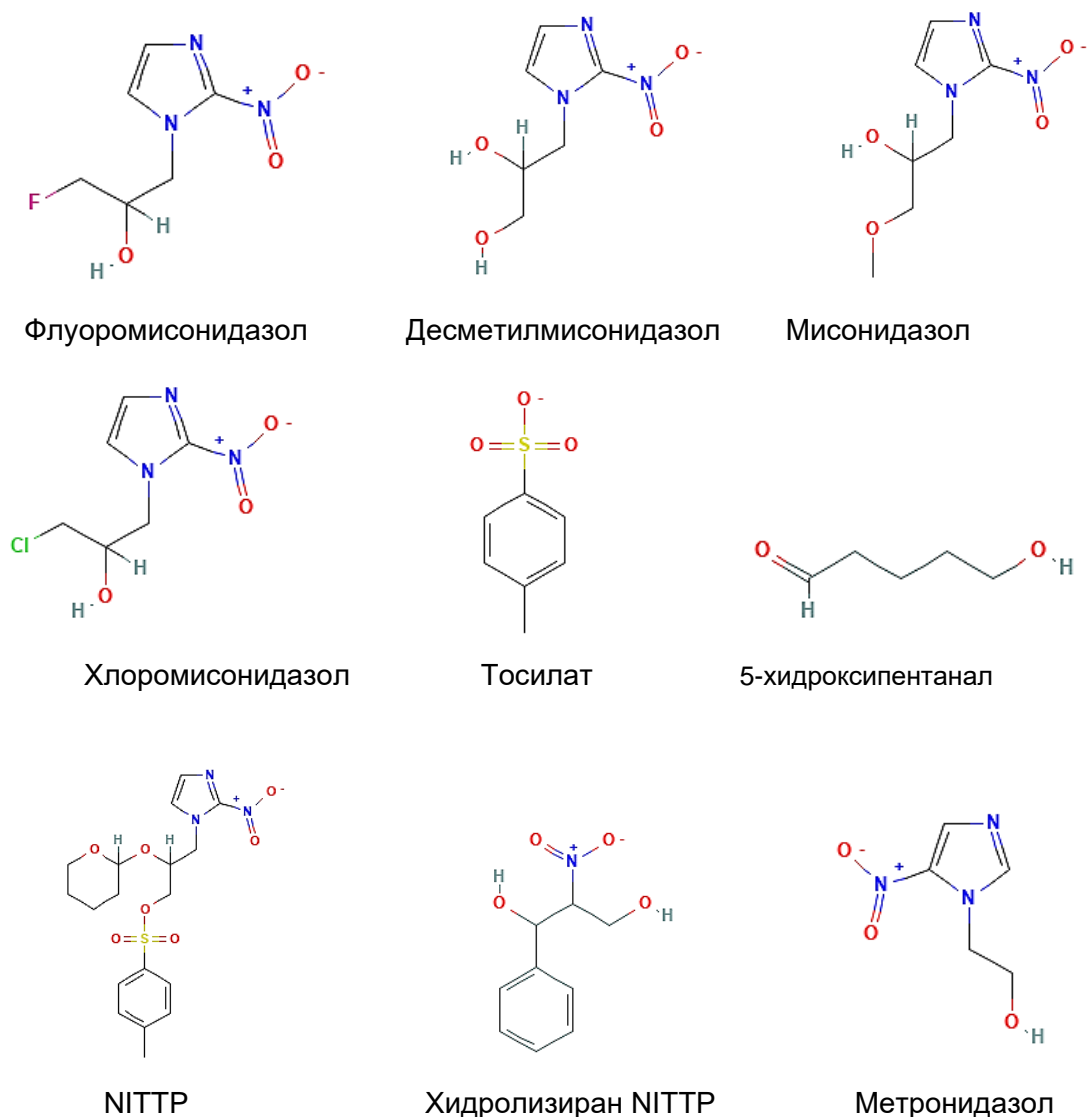 Флуоромисонидазол Десметилмисонидазол Мисонидазол
Хлоромисонидазол Тосилат 5-хидроксипентанал
NITTP Хидролизиран NITTP Метронидазол